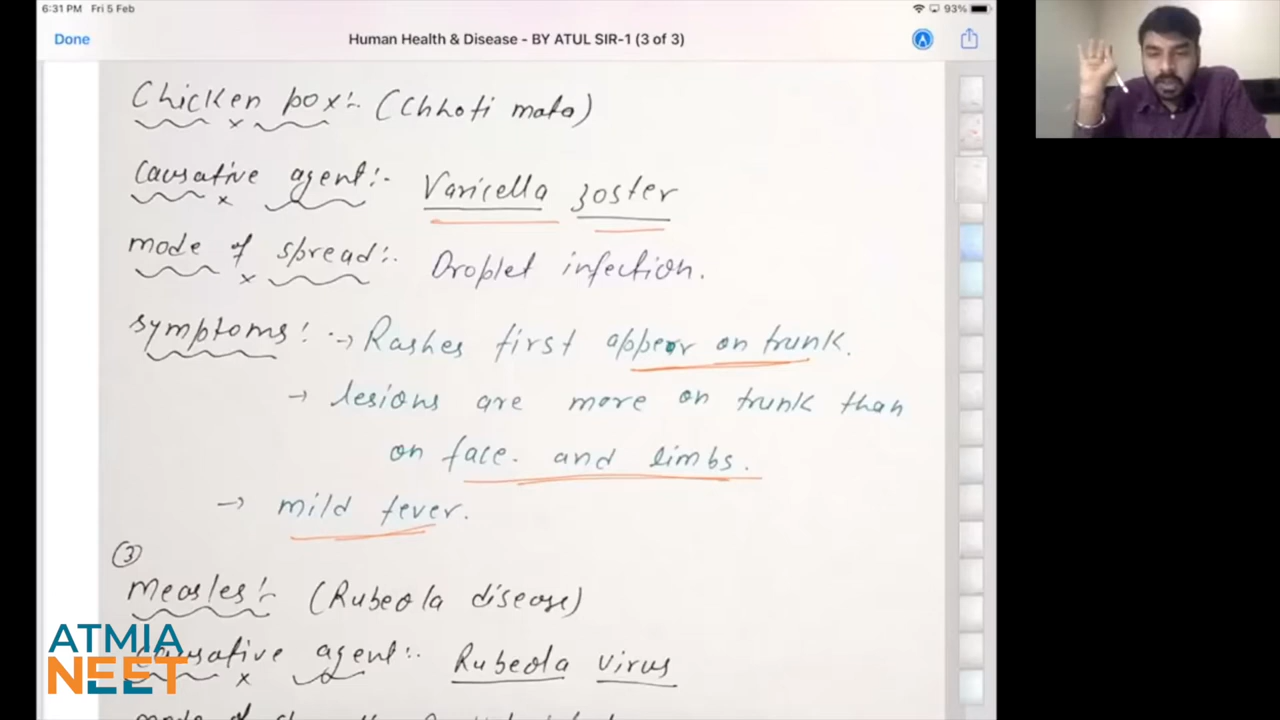 6:31 PM Fri 5 Feb
93%
Done
Human Health & Disease - BY ATUL SIR-1 (3 of 3)
Chicken pox:- (Chhoti mata)
Causative agent:- Varicella zoster
mode of spread:- Droplet infection.
symptoms: → Rashes first appear on trunk.
→ lesions are more on trunk than
on face. and limbs.
→ mild fever.
③
Measles:- (Rubeola disease)
Causative agent:- Rubeola virus
mode of
ATMIA
NEET